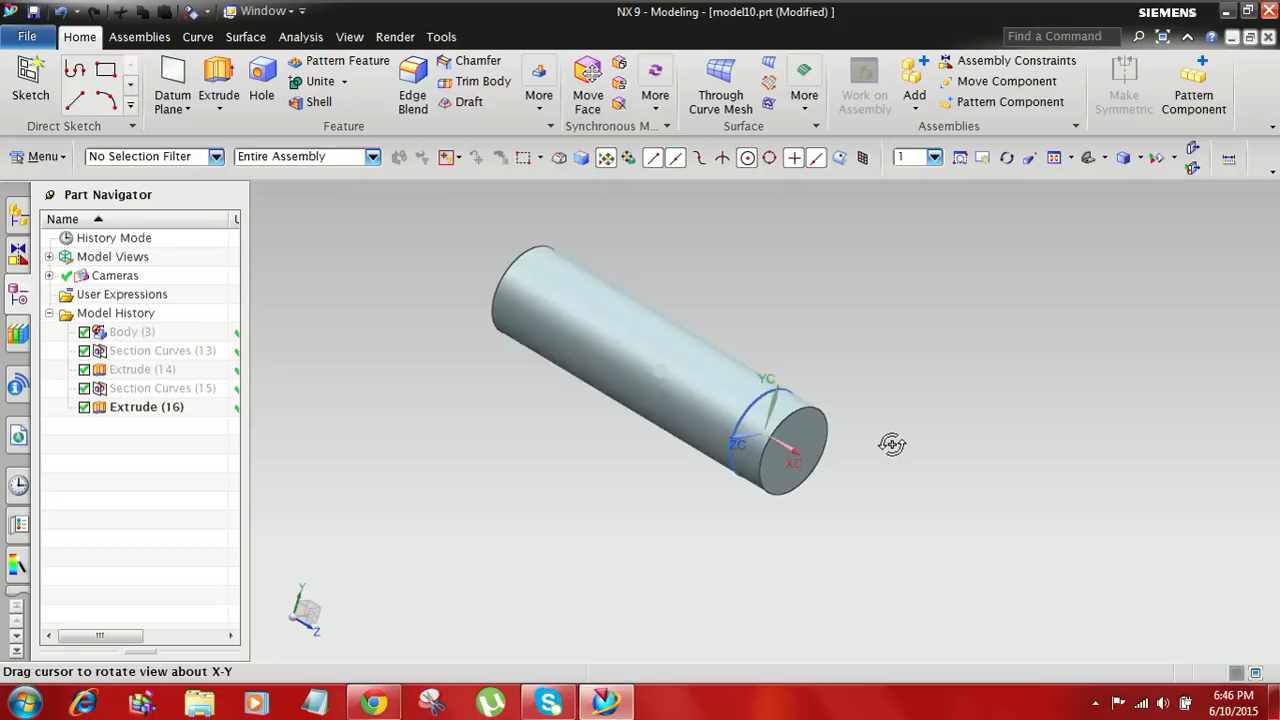 Window
NX 9 - Modeling - [model10.prt (Modified) ]
SIEMENS
File Home Assemblies Curve Surface Analysis View Render Tools
Find a Command
Sketch
Direct Sketch
Datum Plane
Extrude
Hole
Pattern Feature
Unite
Shell
Edge Blend
Chamfer
Trim Body
Draft
More
Feature
Move Face
More
Synchronous M...
Through Curve Mesh
More
Surface
Work on Assembly
Add
Assembly Constraints
Move Component
Pattern Component
Make Symmetric
Pattern Component
Assemblies
Menu
No Selection Filter
Entire Assembly
1
Part Navigator
Name
History Mode
Model Views
Cameras
User Expressions
Model History
Body (3)
Section Curves (13)
Extrude (14)
Section Curves (15)
Extrude (16)
YC
ZC
XC
Y
Z
Drag cursor to rotate view about X-Y
6:46 PM
6/10/2015